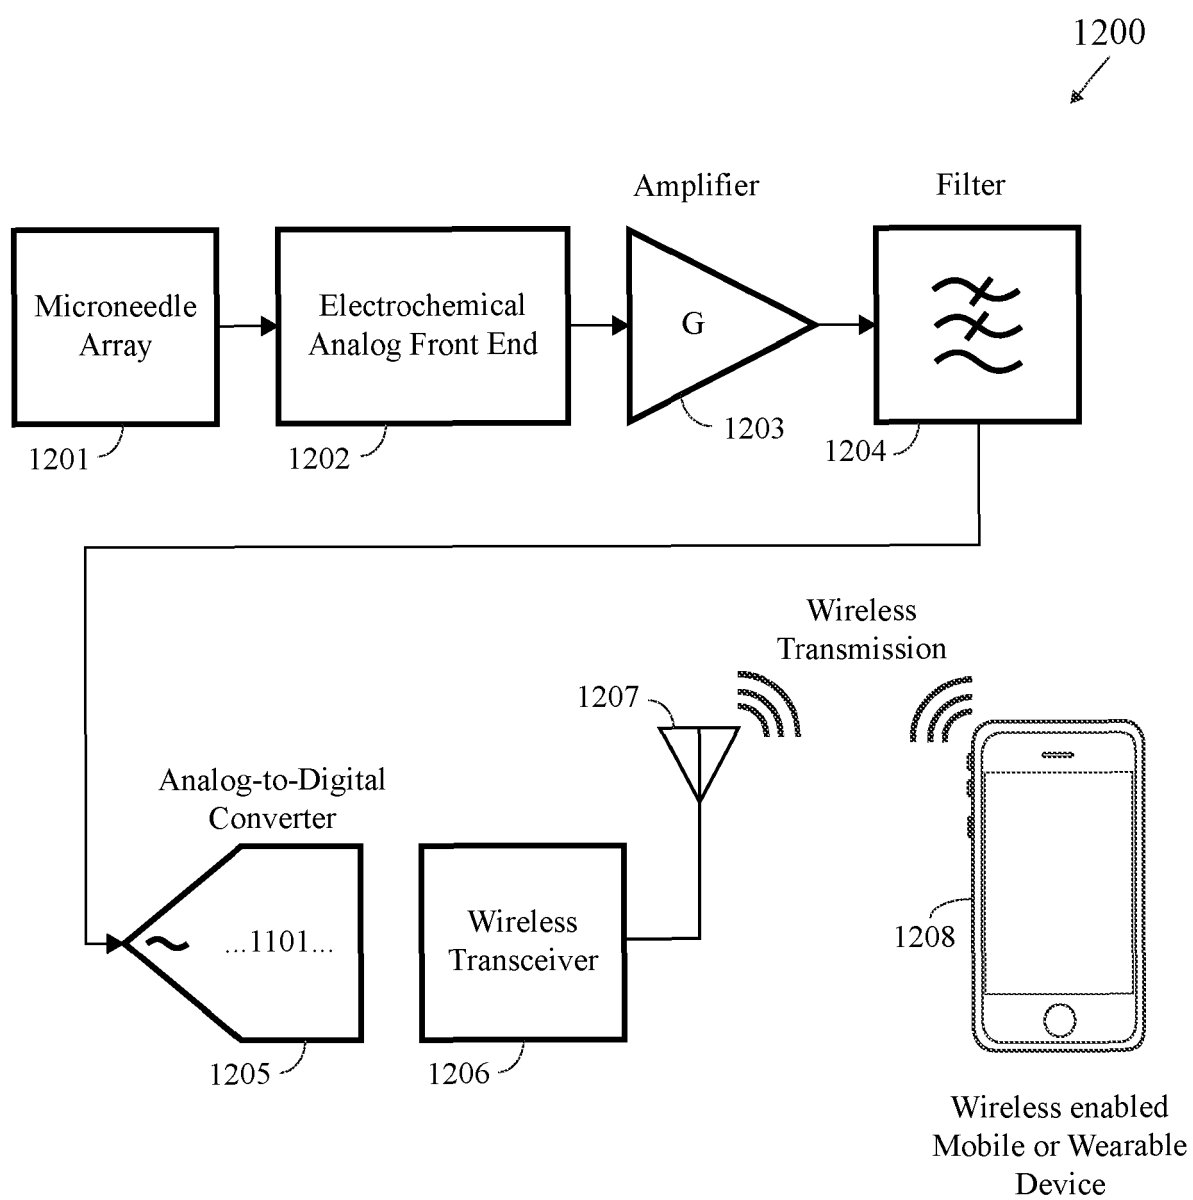 1200
Amplifier
Filter
Microneedle
Array
Electrochemical
Analog Front End
G
1201
1202
1203
1204
Wireless
Transmission
1207
Analog-to-Digital
Converter
...1101...
Wireless
Transceiver
1208
1205
1206
Wireless enabled
Mobile or Wearable
Device